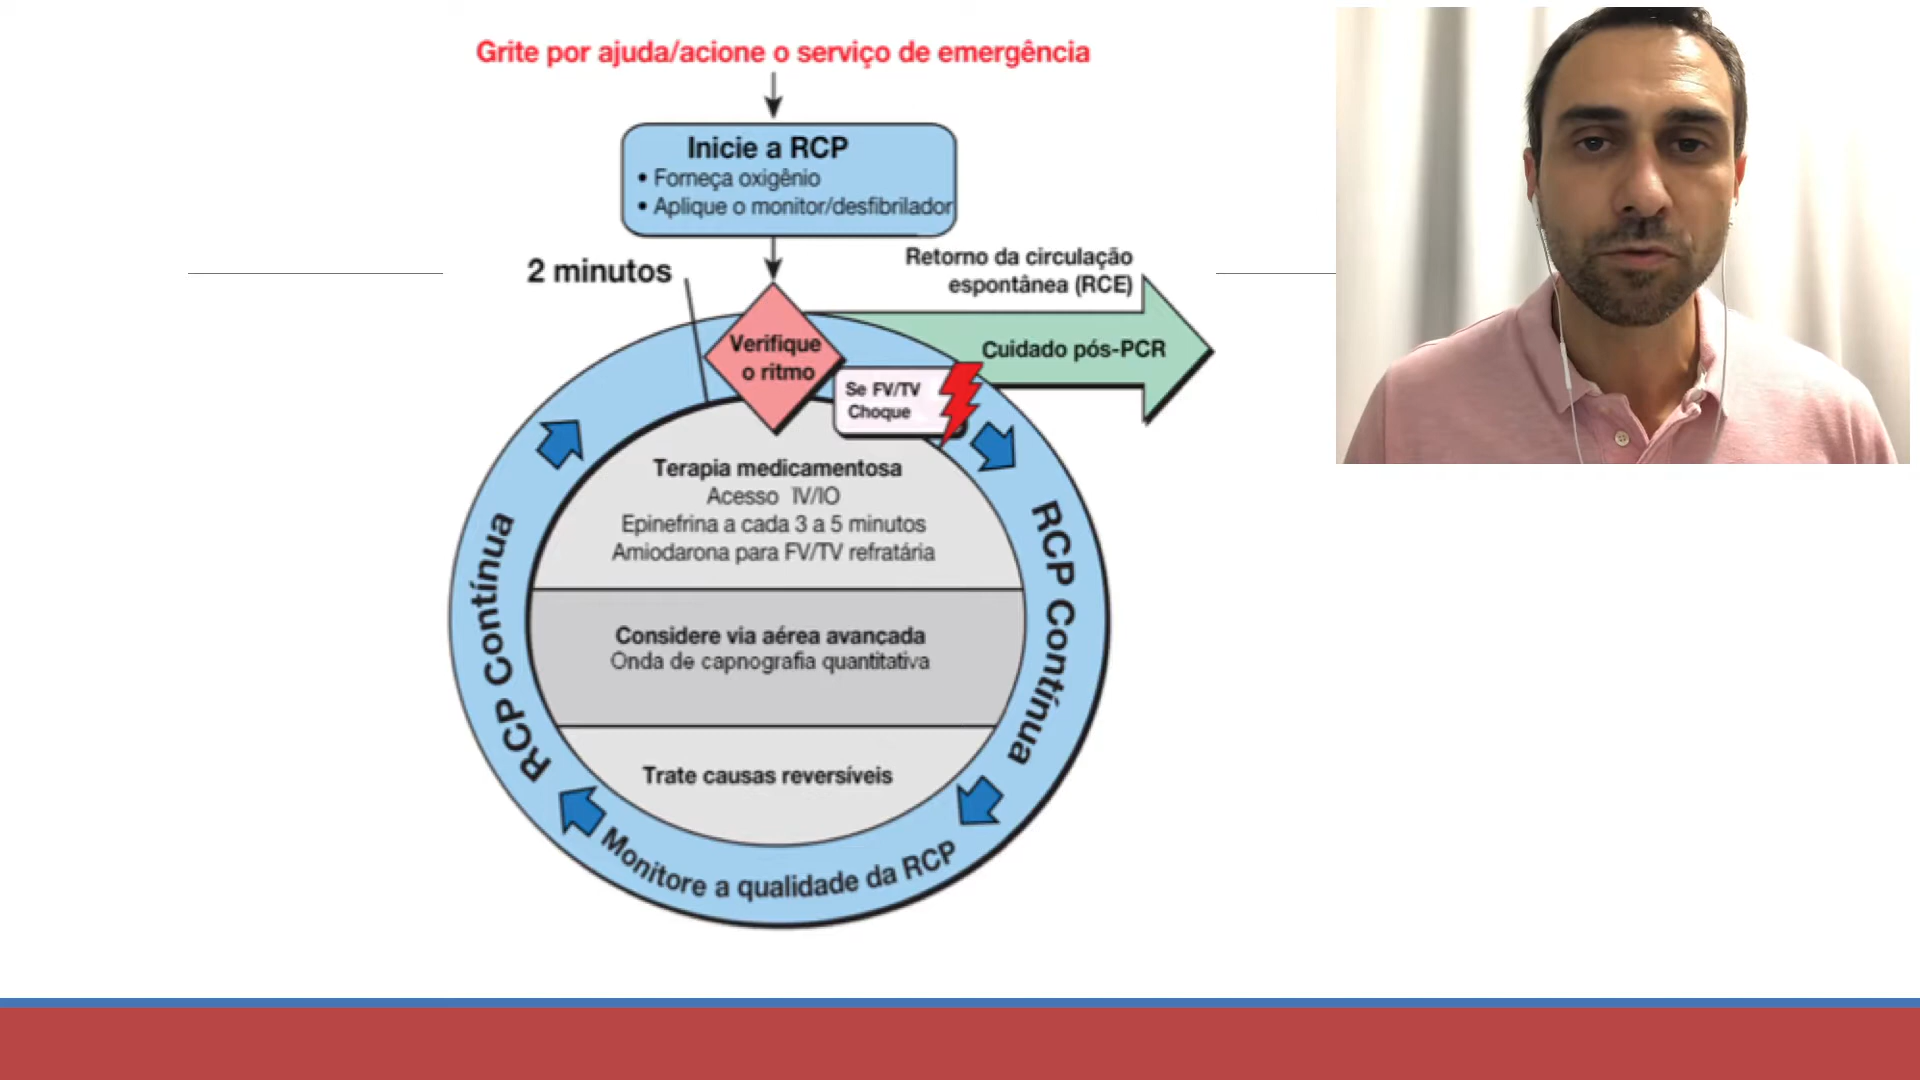 Grite por ajuda/acione o serviço de emergência
Inicie a RCP
• Forneça oxigênio
• Aplique o monitor/desfibrilador
2 minutos
Retorno da circulação
espontânea (RCE)
Verifique
o ritmo
Cuidado pós-PCR
Se FV/TV
Choque
Terapia medicamentosa
Acesso IV/IO
Epinefrina a cada 3 a 5 minutos
Amiodarona para FV/TV refratária
Considere via aérea avancada
Onda de capnografia quantitativa
Trate causas reversíveis
RCP Contínua
RCP Contínua
Monitore a qualidade da RCP